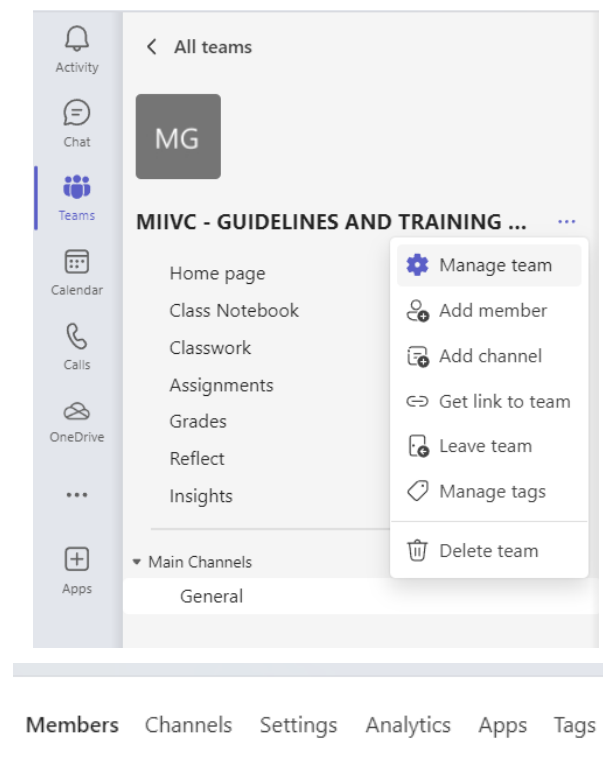 Activity
Chat
Teams
Calendar
Calls
OneDrive
Apps
All teams
MG
MIIVC - GUIDELINES AND TRAINING ...
Home page
Class Notebook
Classwork
Assignments
Grades
Reflect
Insights
Main Channels
General
Manage team
Add member
Add channel
Get link to team
Leave team
Manage tags
Delete team
Members Channels Settings Analytics Apps Tags